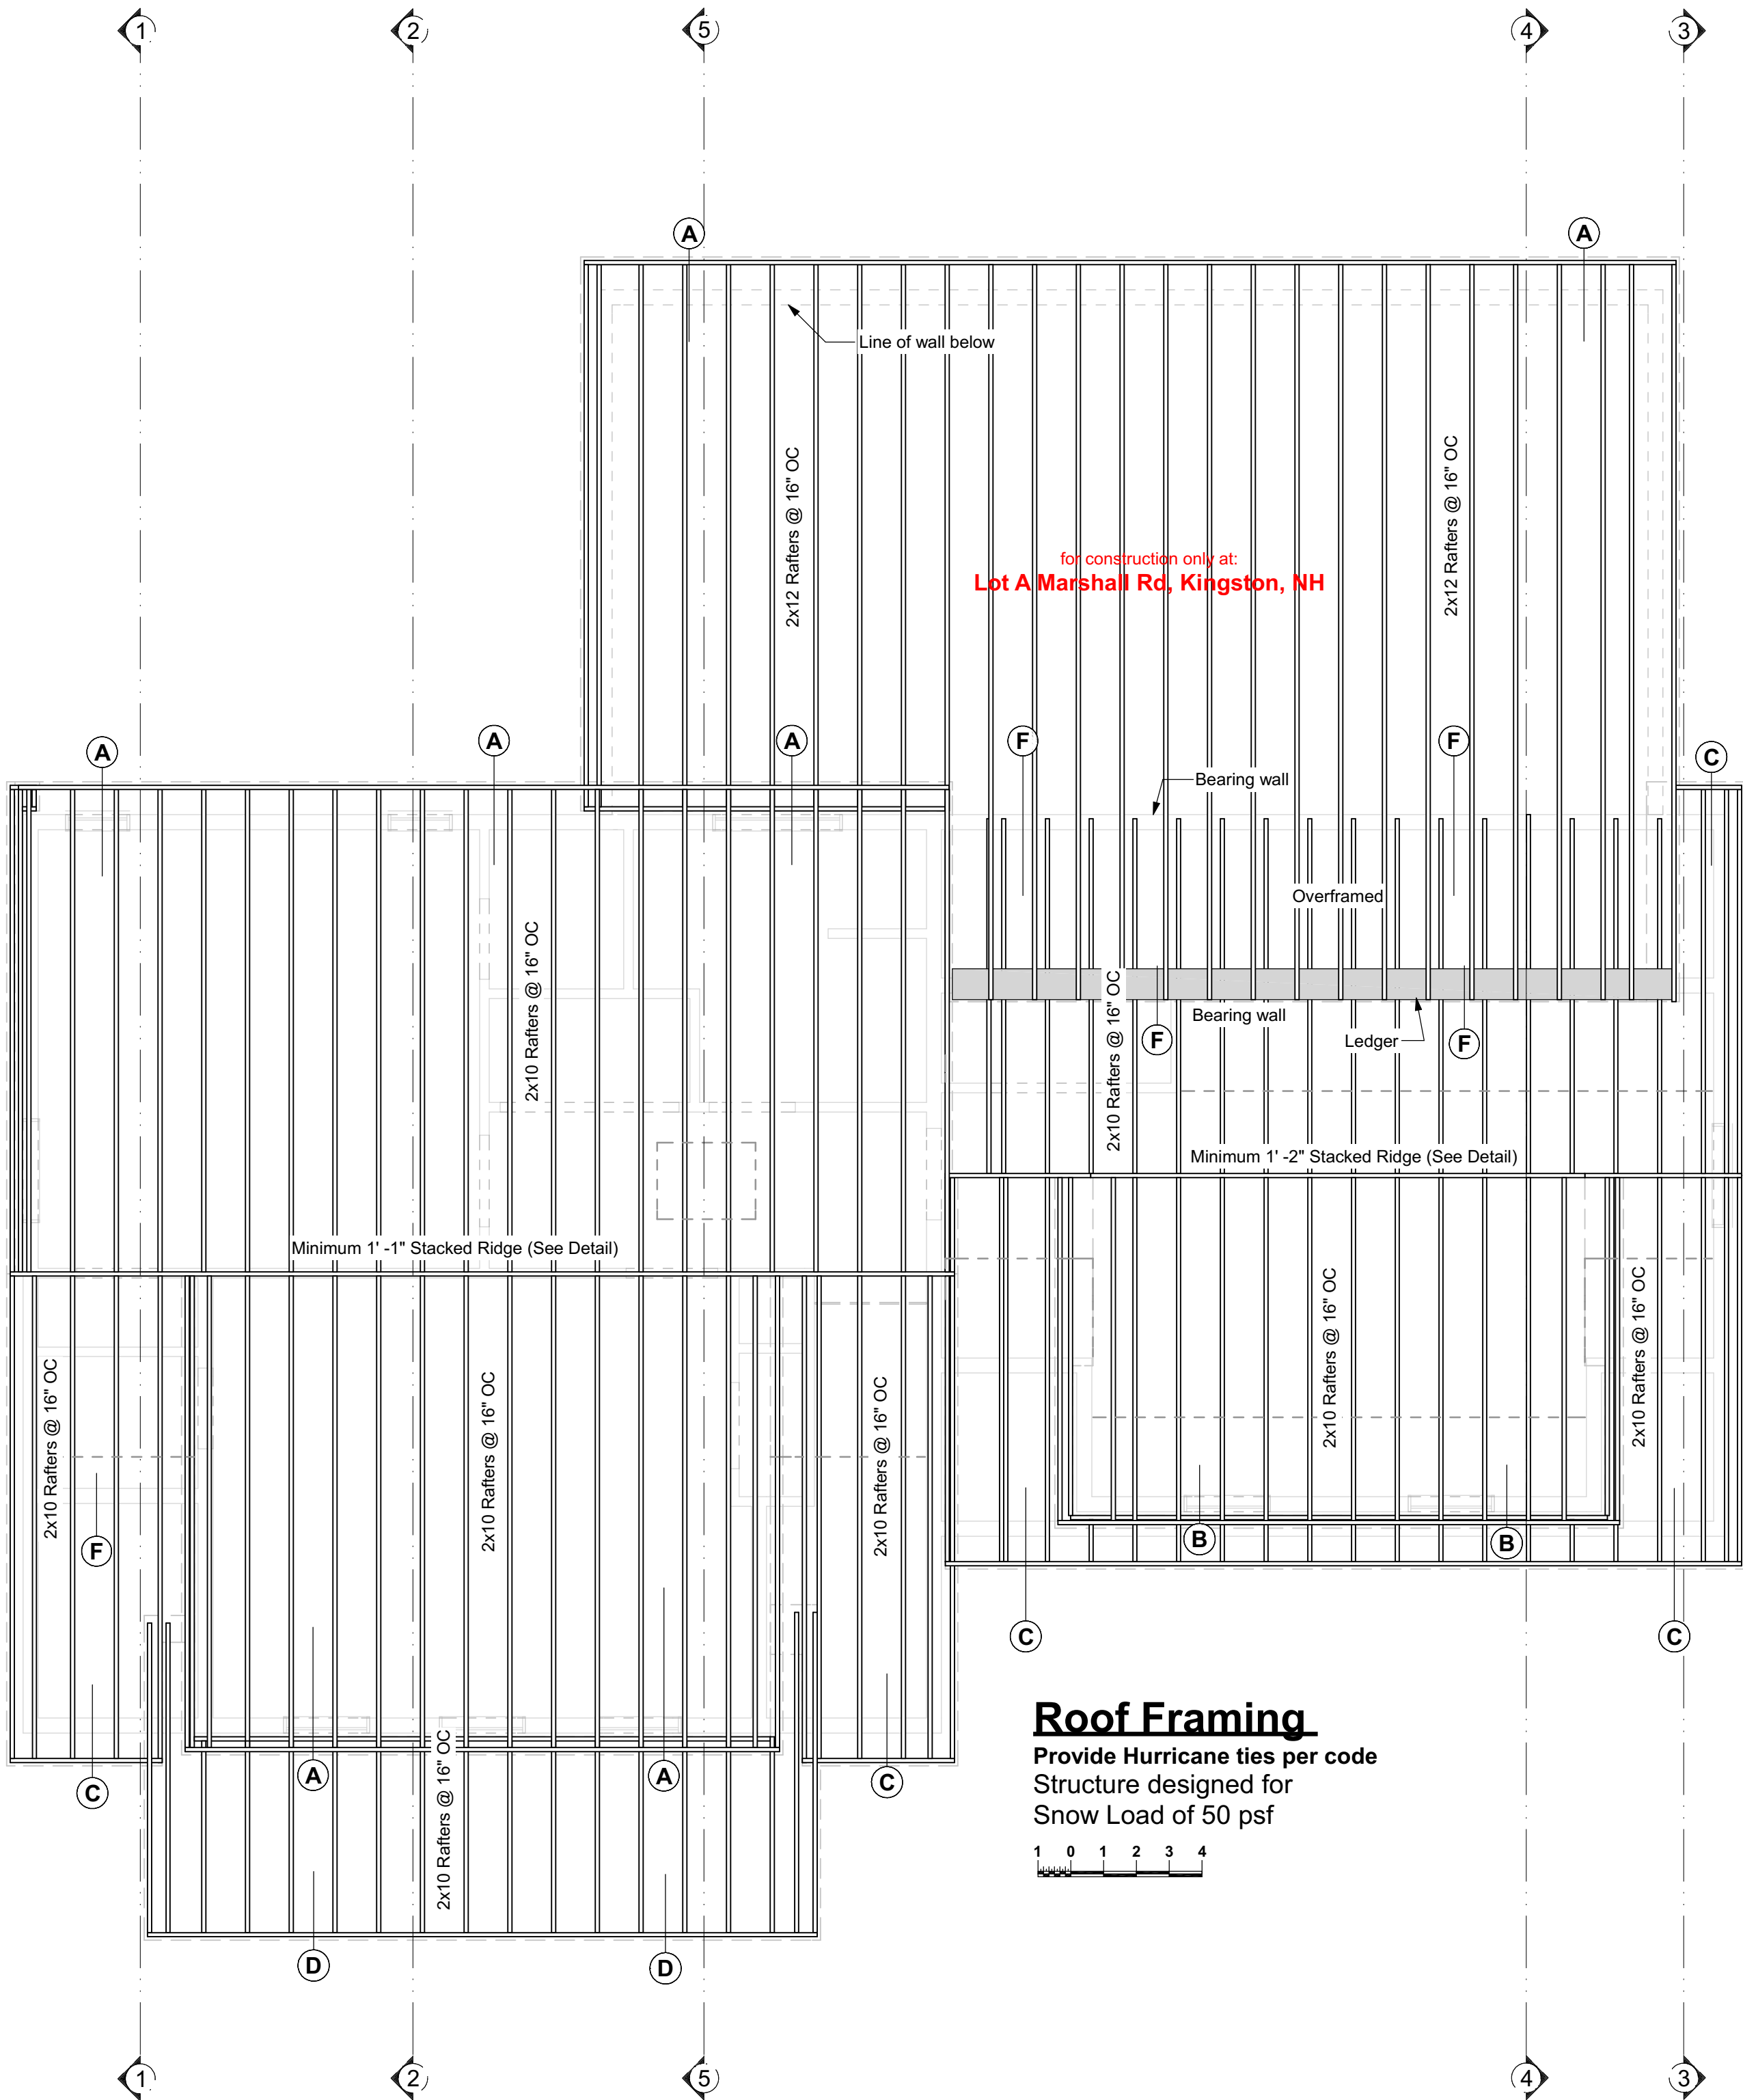 1 2 5 4 3
A A
Line of wall below
2x12 Rafters @ 16" OC
2x12 Rafters @ 16" OC
for construction only at:
Lot A Marshall Rd, Kingston, NH
A A A F F C
Bearing wall
Overframed
2x10 Rafters @ 16" OC
2x10 Rafters @ 16" OC
Bearing wall
Ledger
F F
Minimum 1' -2" Stacked Ridge (See Detail)
Minimum 1' -1" Stacked Ridge (See Detail)
2x10 Rafters @ 16" OC
2x10 Rafters @ 16" OC
2x10 Rafters @ 16" OC
2x10 Rafters @ 16" OC
2x10 Rafters @ 16" OC
F B B
C C
Roof Framing
Provide Hurricane ties per code
Structure designed for
Snow Load of 50 psf
1 0 1 2 3 4
C A A C
2x10 Rafters @ 16" OC
D D
1 2 5 4 3